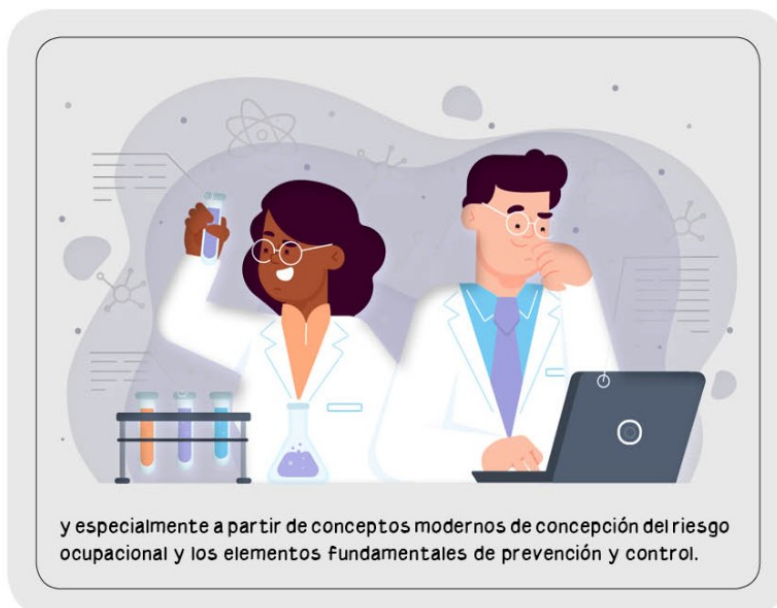 y especialmente a partir de conceptos modernos de concepción del riesgo
ocupacional y los elementos fundamentales de prevención y control.